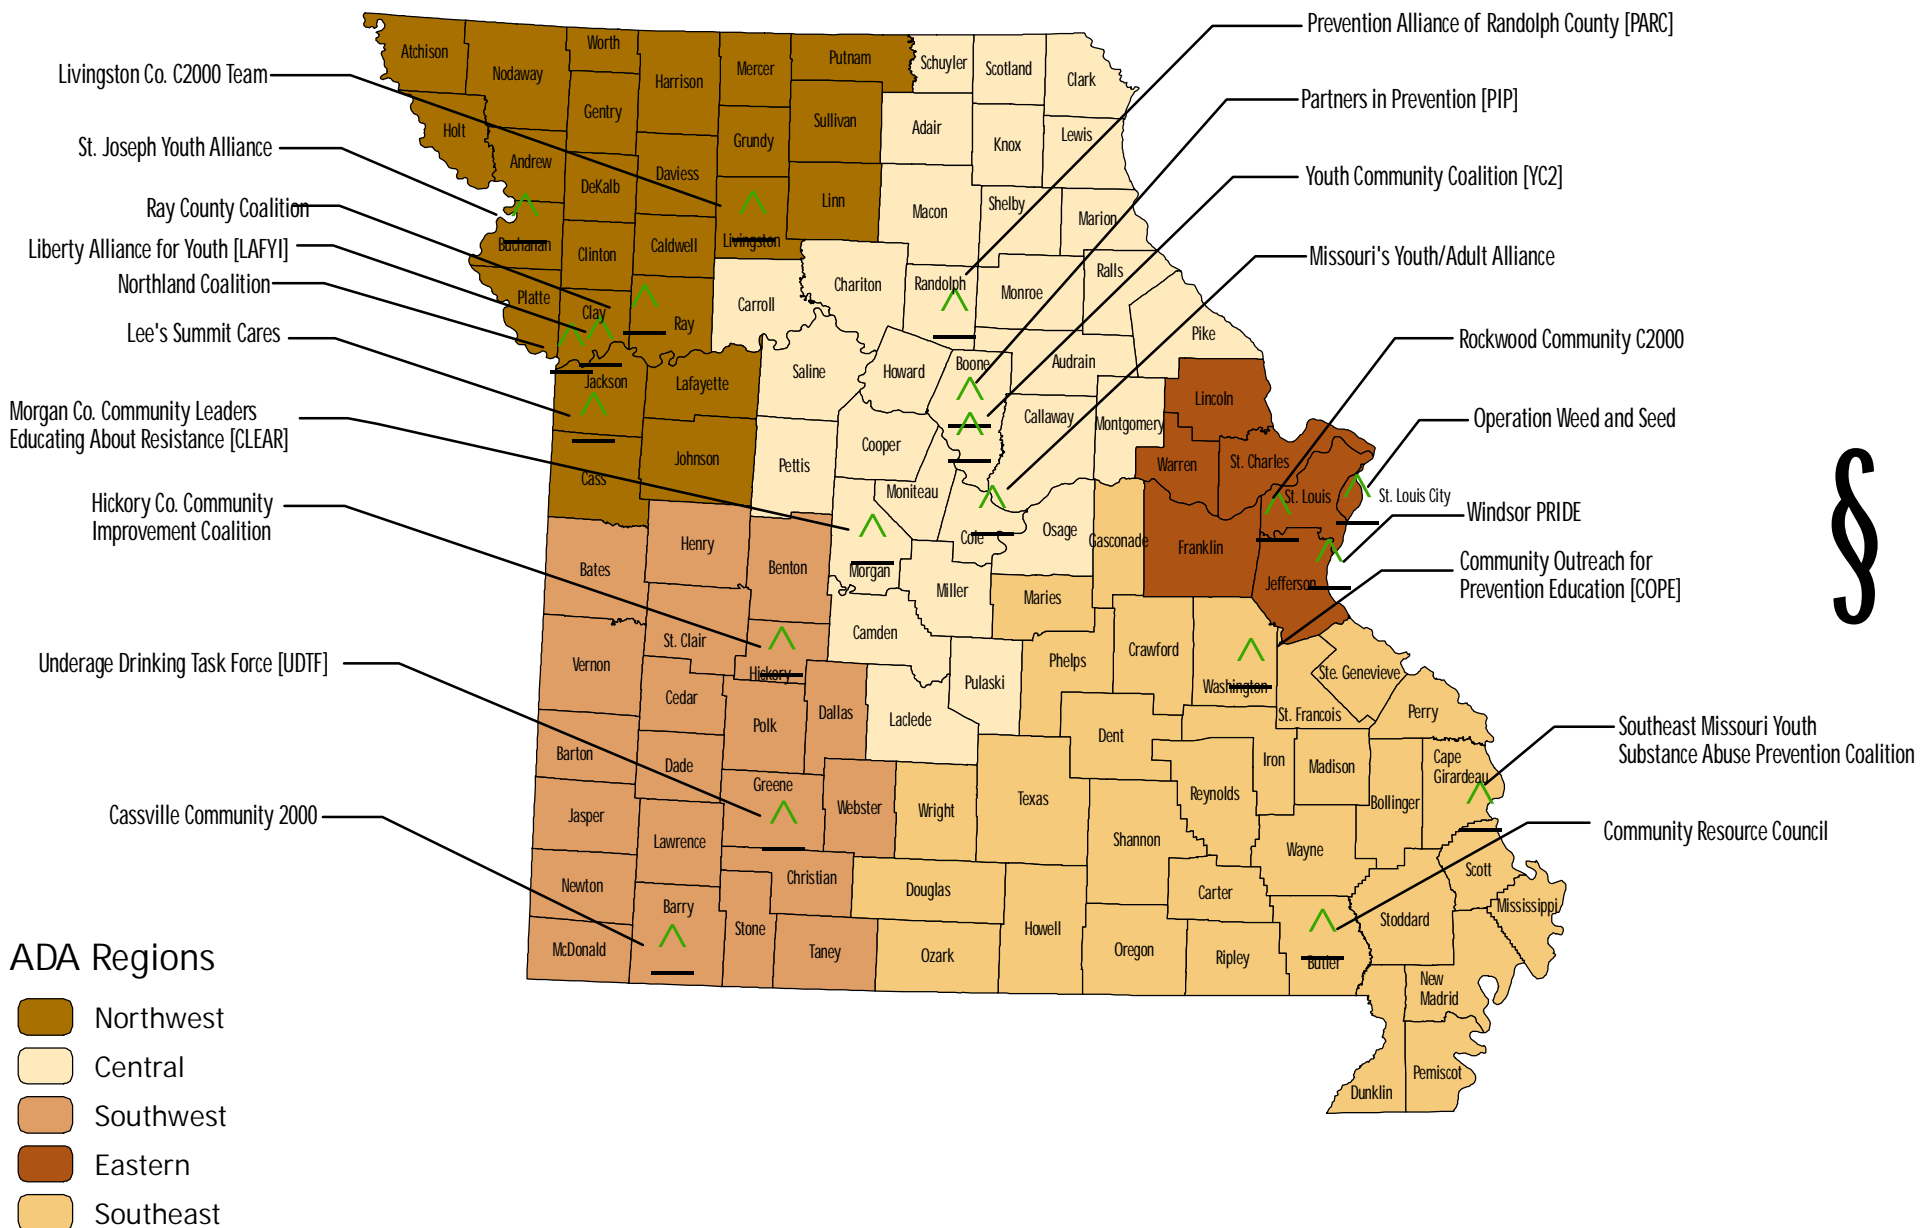 Prevention Alliance of Randolph County [PARC]
Livingston Co. C2000 Team
Partners in Prevention [PIP]
St. Joseph Youth Alliance
Youth Community Coalition [YC2]
Ray County Coalition
Liberty Alliance for Youth [LAFYI]
Missouri's Youth/Adult Alliance
Northland Coalition
Lee's Summit Cares
Rockwood Community C2000
Morgan Co. Community Leaders
Educating About Resistance [CLEAR]
Operation Weed and Seed
Hickory Co. Community
Improvement Coalition
Windsor PRIDE
Community Outreach for
Prevention Education [COPE]
Underage Drinking Task Force [UDTF]
Southeast Missouri Youth
Substance Abuse Prevention Coalition
Cassville Community 2000
Community Resource Council
§
Atchison
Nodaway
Worth
Harrison
Mercer
Putnam
Schuyler
Scotland
Clark
Holt
Gentry
Grundy
Sullivan
Adair
Knox
Lewis
Andrew
DeKalb
Daviess
Linn
Macon
Shelby
Marion
Buchanan
Clinton
Caldwell
Livingston
Chariton
Randolph
Monroe
Ralls
Platte
Clay
Ray
Carroll
Pike
Jackson
Lafayette
Saline
Howard
Boone
Audrain
Lincoln
Cass
Johnson
Pettis
Cooper
Callaway
Montgomery
Warren
St. Charles
St. Louis
St. Louis City
Moniteau
Cole
Osage
Gasconade
Franklin
Jefferson
Bates
Henry
Benton
Morgan
Miller
Maries
Camden
Vernon
St. Clair
Hickory
Pulaski
Phelps
Crawford
Washington
Ste. Genevieve
St. Francois
Perry
Cedar
Polk
Dallas
Laclede
Dent
Iron
Madison
Cape
Girardeau
Barton
Dade
Greene
Webster
Wright
Texas
Reynolds
Bollinger
Jasper
Lawrence
Shannon
Wayne
Scott
Newton
Barry
Christian
Douglas
Carter
Stoddard
Mississippi
McDonald
Stone
Taney
Ozark
Howell
Oregon
Ripley
Butler
New
Madrid
Dunklin
Pemiscot
ADA Regions
Northwest
Central
Southwest
Eastern
Southeast